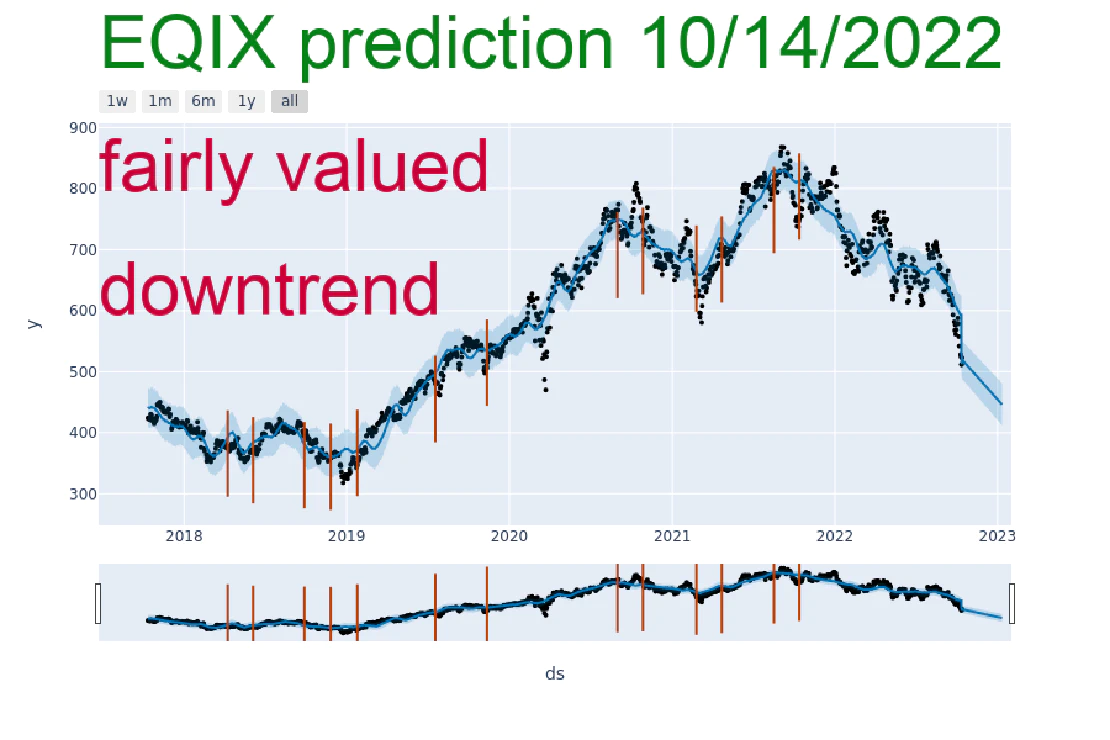 EQIX prediction 10/14/2022
1w 1m 6m 1y all
900
fairly valued
800
700
downtrend
600
y
500
400
300
2018 2019 2020 2021 2022 2023
ds